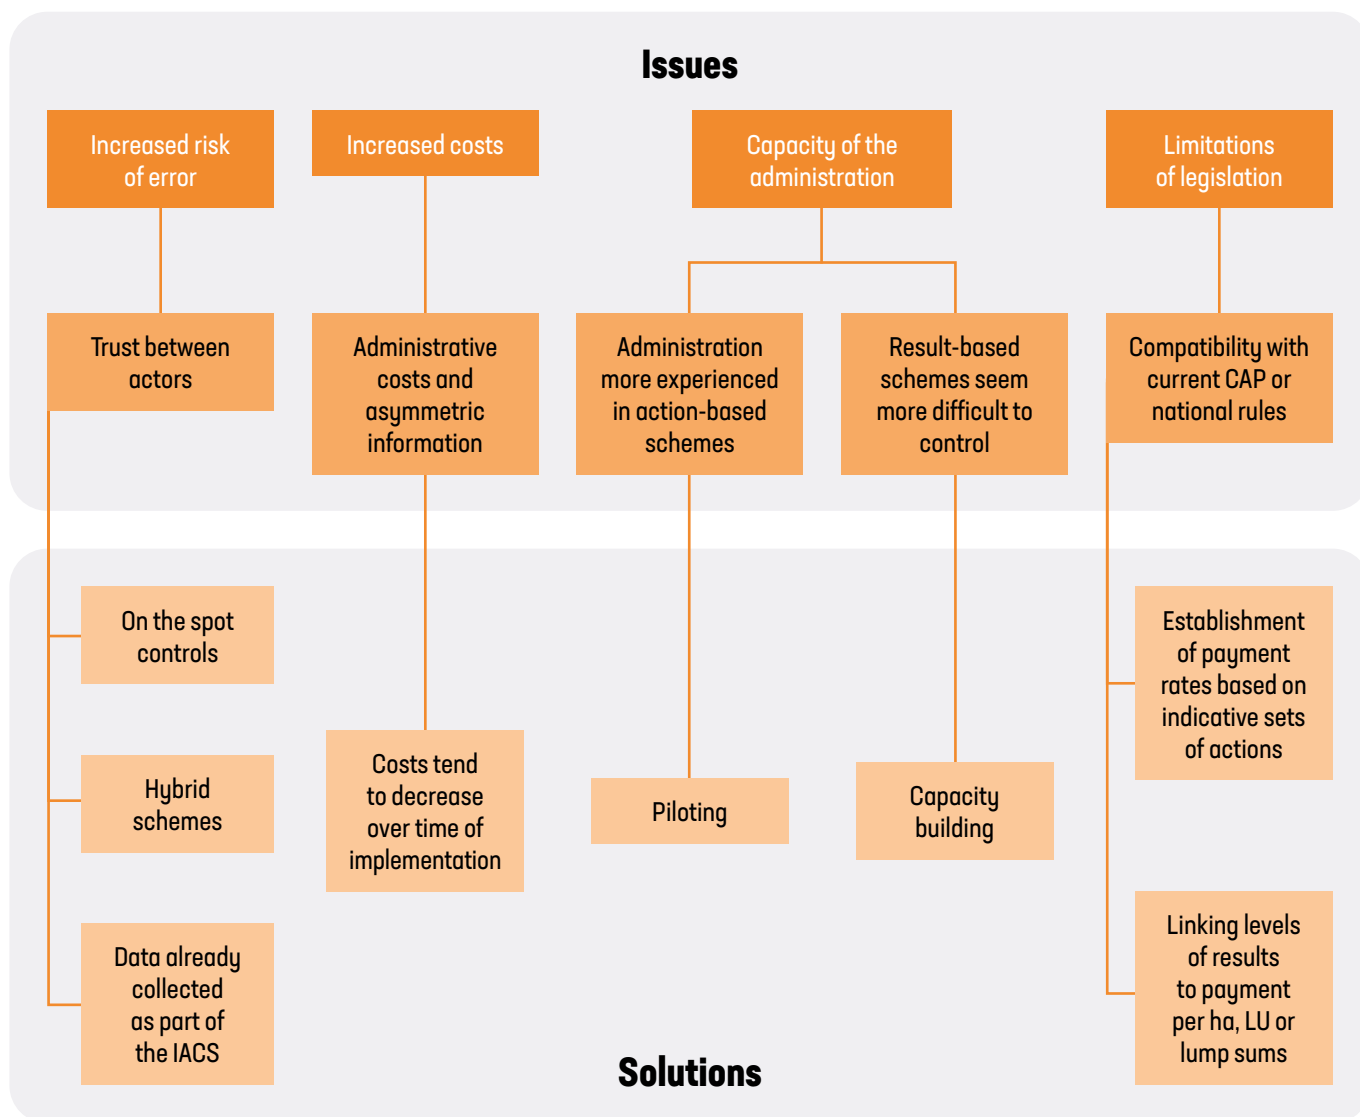 Issues
Increased risk
of error
Increased costs
Capacity of the
administration
Limitations
of legislation
Trust between
actors
Administrative
costs and
asymmetric
information
Administration
more experienced
in action-based
schemes
Result-based
schemes seem
more difficult to
control
Compatibility with
current CAP or
national rules
On the spot
controls
Hybrid
schemes
Data already
collected
as part of
the IACS
Costs tend
to decrease
over time of
implementation
Piloting
Capacity
building
Establishment
of payment
rates based on
indicative sets
of actions
Linking levels
of results
to payment
per ha, LU or
lump sums
Solutions